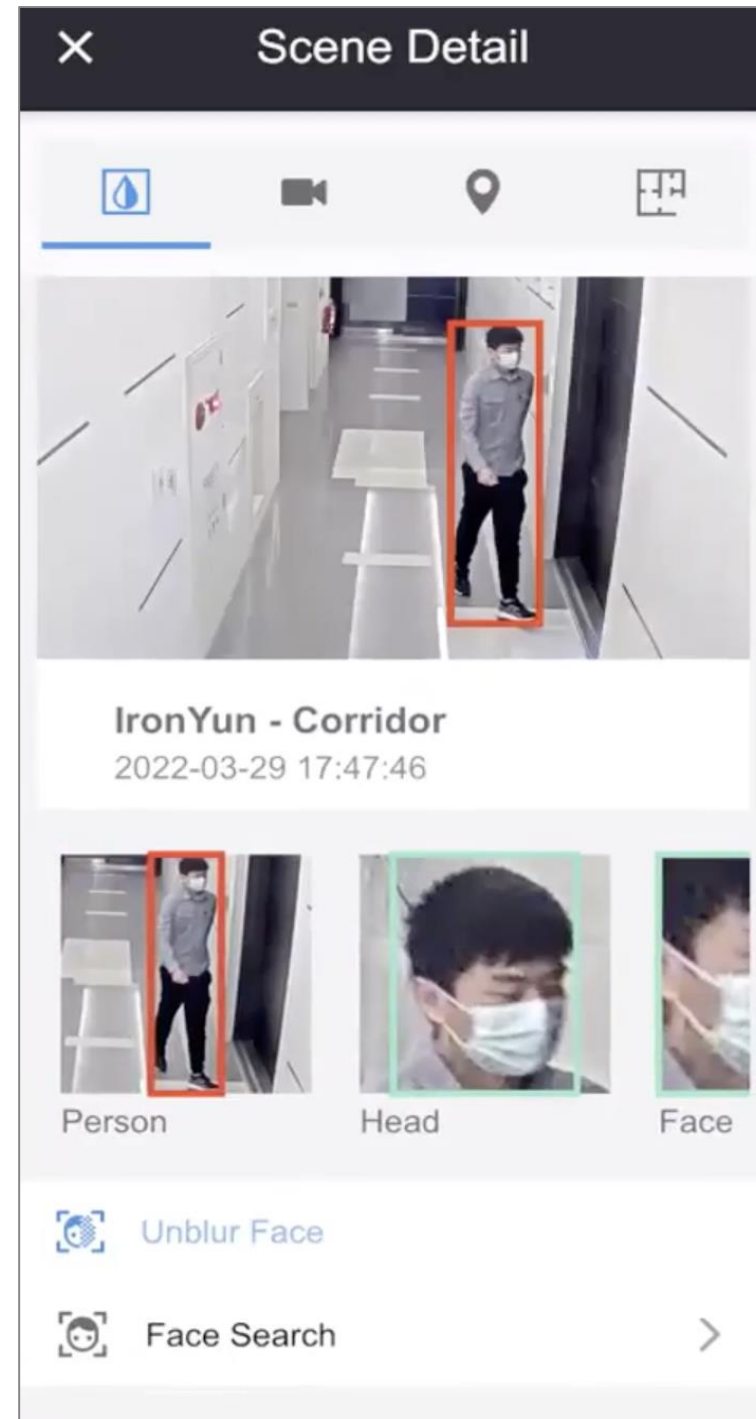 Scene Detail
IronYun - Corridor
2022-03-29 17:47:46
Person
Head
Face
Unblur Face
Face Search